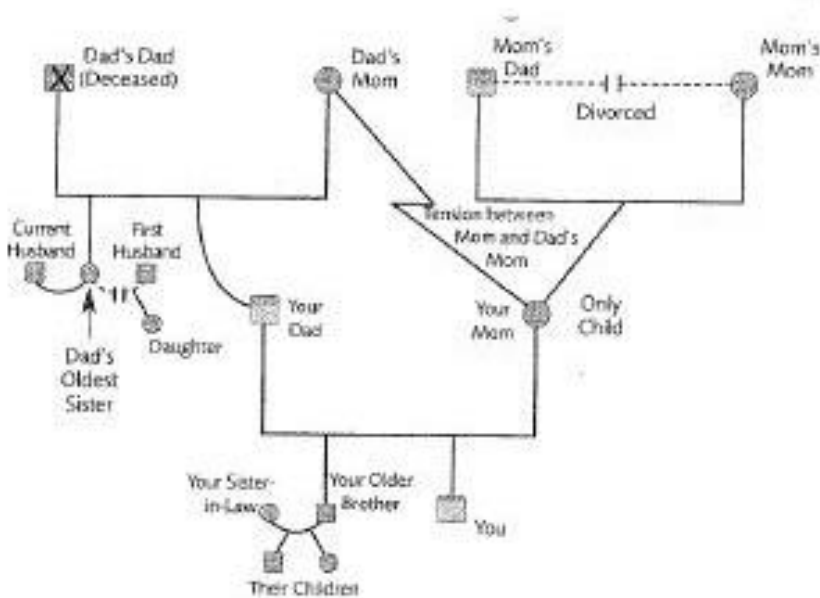 Dad's Dad
(Deceased)
Dad's
Mom
Mom's
Dad
Mom's
Mom
Divorced
Tension between
Mom and Dad's
Mom
Current
Husband
First
Husband
Your
Dad
Your
Mom
Only
Child
Daughter
Dad's
Oldest
Sister
Your Sister-
in-Law
Your Older
Brother
You
Their Children